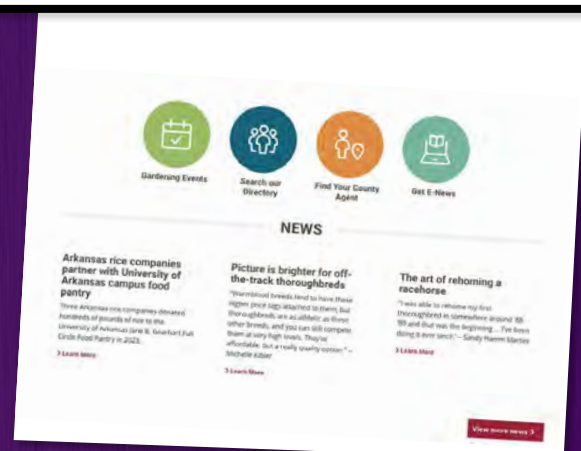 Gardening Events
Search our
Directory
Find Your County
Agent
Get E-News
NEWS
Arkansas rice companies
partner with University of
Arkansas campus food
pantry
Three Arkansas rice companies donated
hundreds of pounds of rice to the
University of Arkansas Jane B. Gearhart Full
Circle Food Pantry in 2023.
> Learn More
Picture is brighter for off-
the-track thoroughbreds
"Warmblood breeds tend to have these
higher price tags attached to them, but
thoroughbreds are as athletic as those
other breeds, and you can still compete
them at very high levels. They're
affordable, but a really quality option." –
Michelle
> Learn More
The art of rehoming a
racehorse
"I was able to rehome my first
thoroughbred in somewhere around '88-
'89 and that was the beginning ... I've been
doing it ever since." – Sandy
> Learn More
View more news >